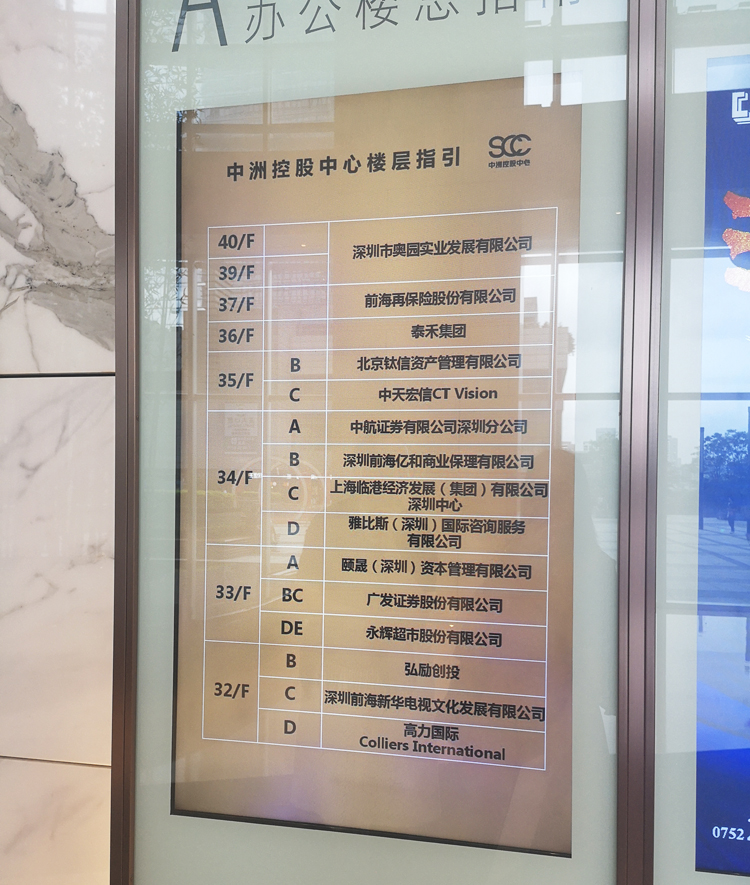 A 办公楼总指南
中洲控股中心楼层指引
SCC
中洲控股中心
40/F 深圳市奥园实业发展有限公司
39/F
37/F 前海再保险股份有限公司
36/F 泰禾集团
35/F B 北京钛信资产管理有限公司
C 中天宏信CT Vision
34/F A 中航证券有限公司深圳分公司
B 深圳前海亿和商业保理有限公司
C 上海临港经济发展（集团）有限公司
深圳中心
D 雅比斯（深圳）国际咨询服务
有限公司
33/F A 颐晟（深圳）资本管理有限公司
BC 广发证券股份有限公司
DE 永辉超市股份有限公司
32/F B 弘励创投
C 深圳前海新华电视文化发展有限公司
D 高力国际
Colliers International
0752